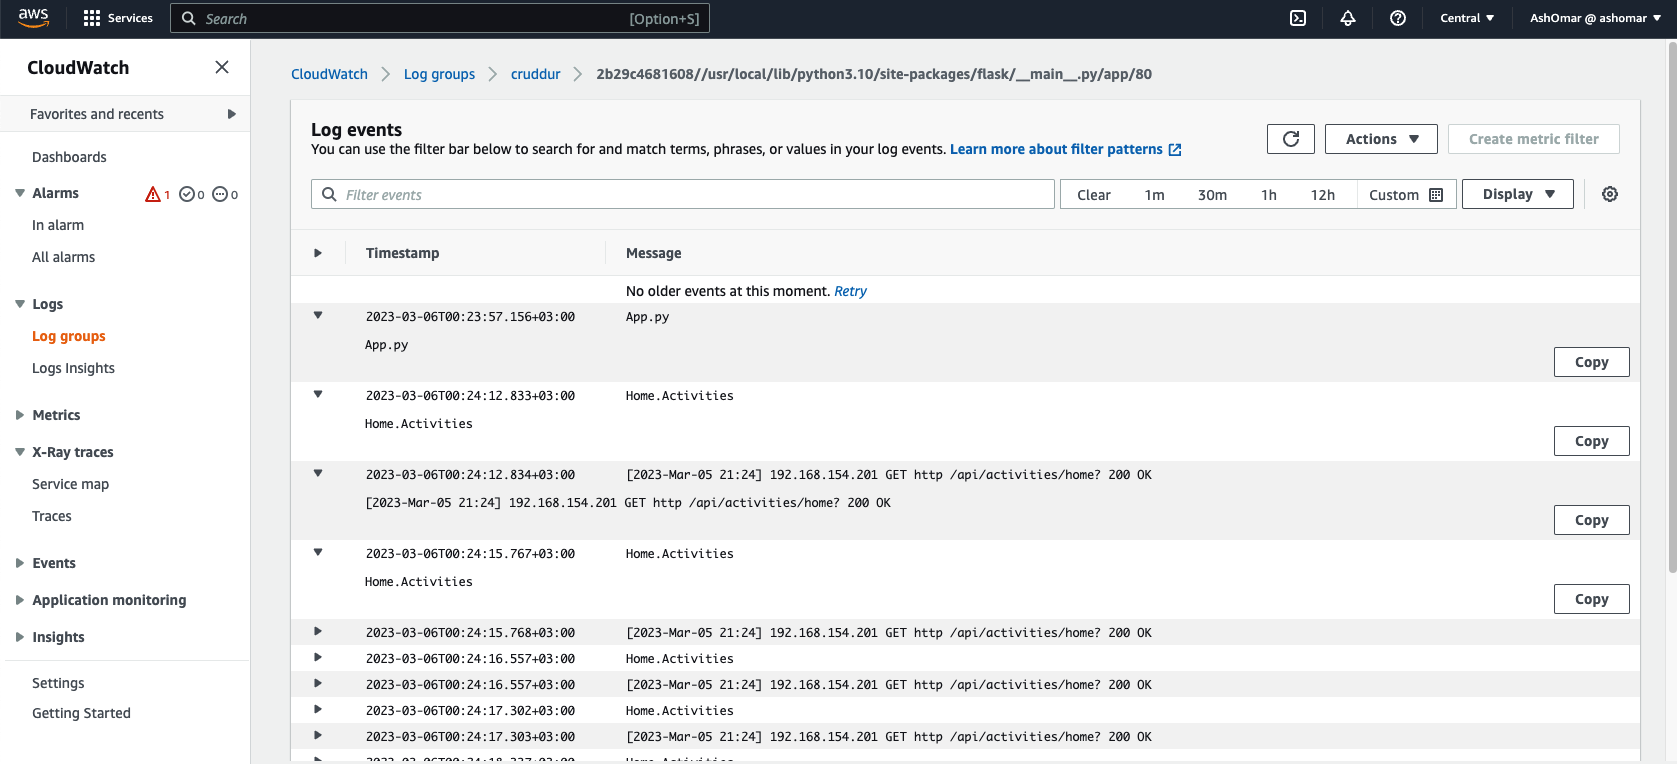 aws
Services
Search [Option+S]
Central
AshOmar @ ashomar
CloudWatch
Favorites and recents
Dashboards
Alarms 1 0 0
In alarm
All alarms
Logs
Log groups
Logs Insights
Metrics
X-Ray traces
Service map
Traces
Events
Application monitoring
Insights
Settings
Getting Started
CloudWatch Log groups cruddur 2b29c4681608//usr/local/lib/python3.10/site-packages/flask/__main__.py/app/80
Log events
You can use the filter bar below to search for and match terms, phrases, or values in your log events. Learn more about filter patterns
Actions
Create metric filter
Filter events
Clear 1m 30m 1h 12h Custom
Display
Timestamp Message
No older events at this moment. Retry
2023-03-06T00:23:57.156+03:00 App.py
App.py
Copy
2023-03-06T00:24:12.833+03:00 Home.Activities
Home.Activities
Copy
2023-03-06T00:24:12.834+03:00 [2023-Mar-05 21:24] 192.168.154.201 GET http /api/activities/home? 200 OK
[2023-Mar-05 21:24] 192.168.154.201 GET http /api/activities/home? 200 OK
Copy
2023-03-06T00:24:15.767+03:00 Home.Activities
Home.Activities
Copy
2023-03-06T00:24:15.768+03:00 [2023-Mar-05 21:24] 192.168.154.201 GET http /api/activities/home? 200 OK
2023-03-06T00:24:16.557+03:00 Home.Activities
2023-03-06T00:24:16.557+03:00 [2023-Mar-05 21:24] 192.168.154.201 GET http /api/activities/home? 200 OK
2023-03-06T00:24:17.302+03:00 Home.Activities
2023-03-06T00:24:17.303+03:00 [2023-Mar-05 21:24] 192.168.154.201 GET http /api/activities/home? 200 OK